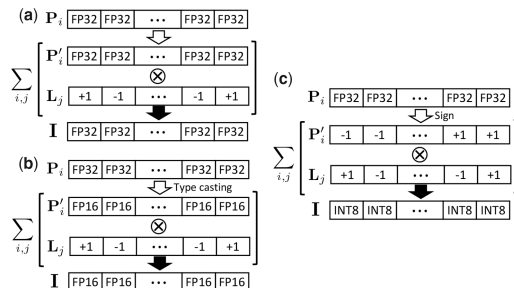 (a) P_i FP32 FP32 ⋯ FP32 FP32
P′_i FP32 FP32 ⋯ FP32 FP32
⊗
∑_{i,j}
L_j +1 -1 ⋯ -1 +1
I FP32 FP32 ⋯ FP32 FP32
(b) P_i FP32 FP32 ⋯ FP32 FP32
Type casting
P′_i FP16 FP16 ⋯ FP16 FP16
⊗
∑_{i,j}
L_j +1 -1 ⋯ -1 +1
I FP16 FP16 ⋯ FP16 FP16
(c)
P_i FP32 FP32 ⋯ FP32 FP32
Sign
P′_i -1 -1 ⋯ +1 +1
⊗
∑_{i,j}
L_j +1 -1 ⋯ -1 +1
I INT8 INT8 ⋯ INT8 INT8